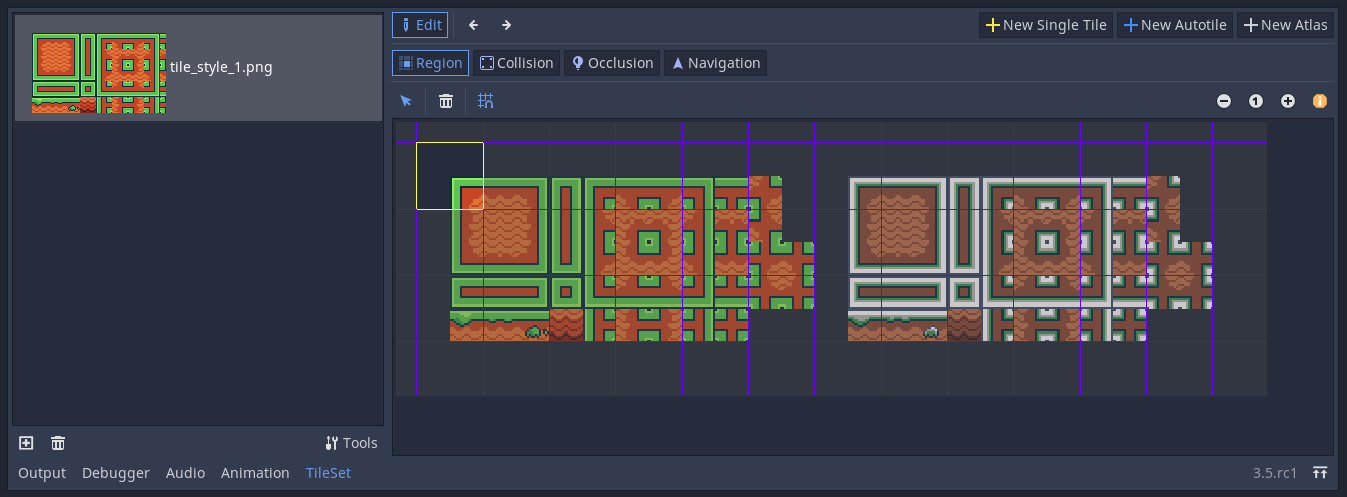 Edit
New Single Tile
New Autotile
New Atlas
tile_style_1.png
Region
Collision
Occlusion
Navigation
1
Tools
Output
Debugger
Audio
Animation
TileSet
3.5.rc1